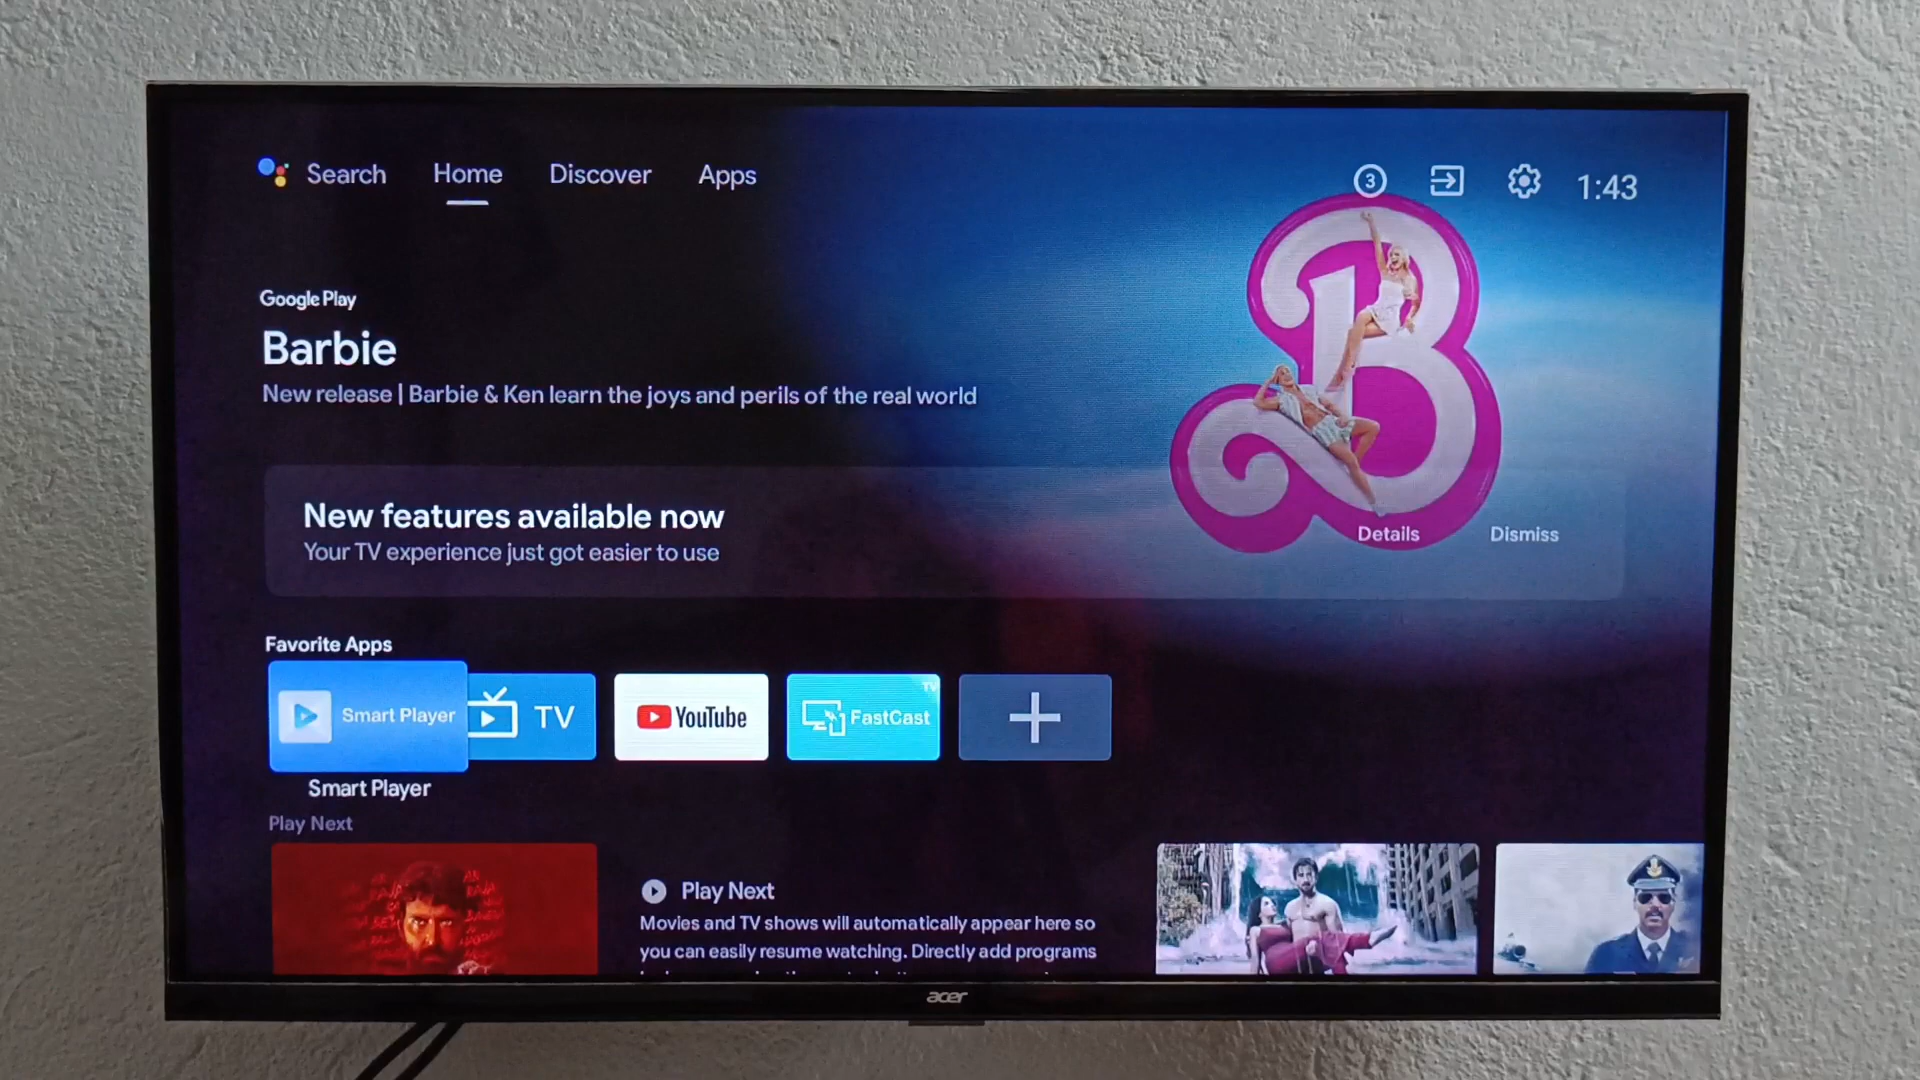 Search Home Discover Apps
3 1:43
Google Play
Barbie
New release | Barbie & Ken learn the joys and perils of the real world
New features available now
Your TV experience just got easier to use
Details Dismiss
Favorite Apps
Smart Player TV YouTube FastCast TV
Smart Player
Play Next
Play Next
Movies and TV shows will automatically appear here so
you can easily resume watching. Directly add programs
acer